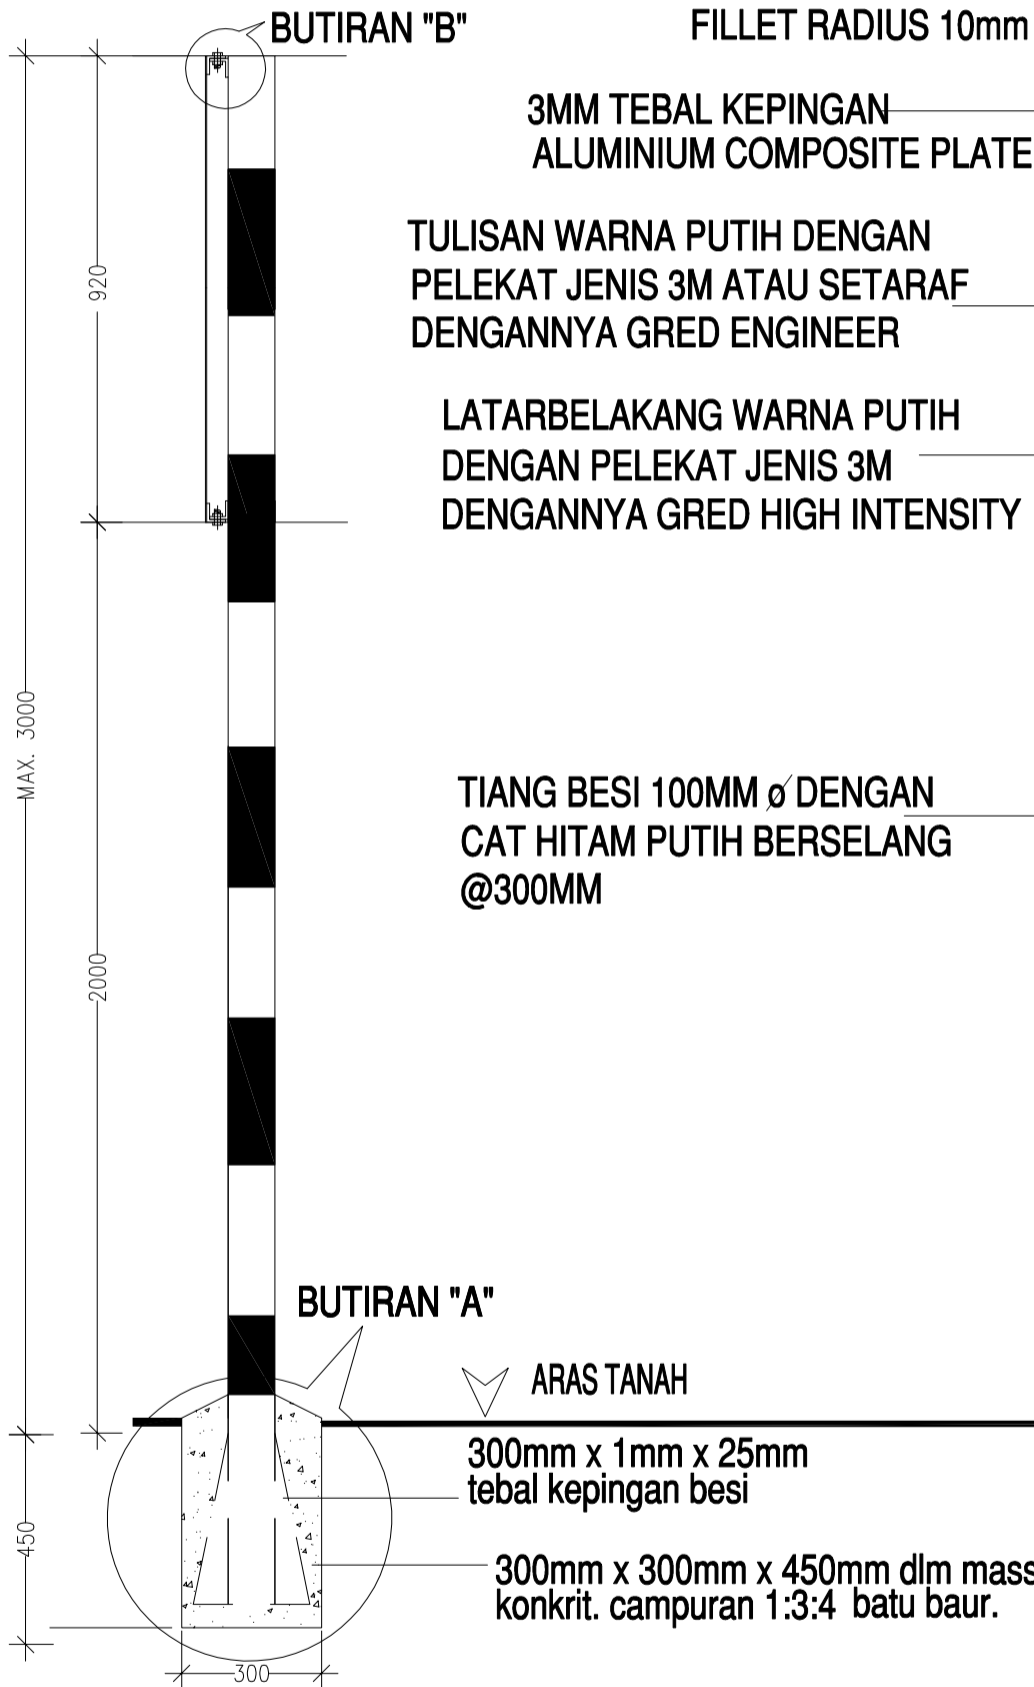 BUTIRAN "B"
FILLET RADIUS 10mm
3MM TEBAL KEPINGAN
ALUMINIUM COMPOSITE PLATE
TULISAN WARNA PUTIH DENGAN
PELEKAT JENIS 3M ATAU SETARAF
DENGANNYA GRED ENGINEER
920
LATARBELAKANG WARNA PUTIH
DENGAN PELEKAT JENIS 3M
DENGANNYA GRED HIGH INTENSITY
MAX. 3000
TIANG BESI 100MM ø DENGAN
CAT HITAM PUTIH BERSELANG
@300MM
2000
BUTIRAN "A"
ARAS TANAH
300mm x 1mm x 25mm
tebal kepingan besi
450
300mm x 300mm x 450mm dlm mass
konkrit. campuran 1:3:4 batu baur.
300